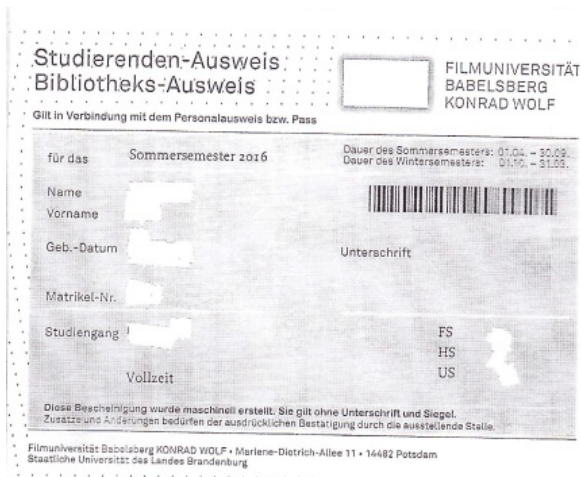 Studierenden-Ausweis
Bibliotheks-Ausweis
FILMUNIVERSITÄT
BABELSBERG
KONRAD WOLF
Gilt in Verbindung mit dem Personalausweis bzw. Pass
für das Sommersemester 2016
Dauer des Sommersemesters: 01.04. – 30.09.
Dauer des Wintersemesters: 01.10. – 31.03.
Name
Vorname
Geb.-Datum
Unterschrift
Matrikel-Nr.
Studiengang
FS
HS
US
Vollzeit
Diese Bescheinigung wurde maschinell erstellt. Sie gilt ohne Unterschrift und Siegel.
Zusätze und Änderungen bedürfen der ausdrücklichen Bestätigung durch die ausstellende Stelle.
Filmuniversität Babelsberg KONRAD WOLF • Marlene-Dietrich-Allee 11 • 14482 Potsdam
Staatliche Universität des Landes Brandenburg